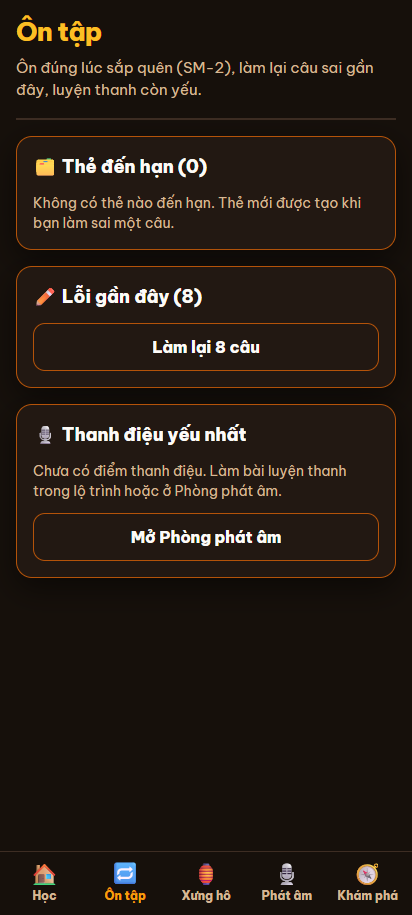 Ôn tập
Ôn đúng lúc sắp quên (SM-2), làm lại câu sai gần
đây, luyện thanh còn yếu.
Thẻ đến hạn (0)
Không có thẻ nào đến hạn. Thẻ mới được tạo khi
bạn làm sai một câu.
Lỗi gần đây (8)
Làm lại 8 câu
Thanh điệu yếu nhất
Chưa có điểm thanh điệu. Làm bài luyện thanh
trong lộ trình hoặc ở Phòng phát âm.
Mở Phòng phát âm
Học
Ôn tập
Xưng hô
Phát âm
Khám phá